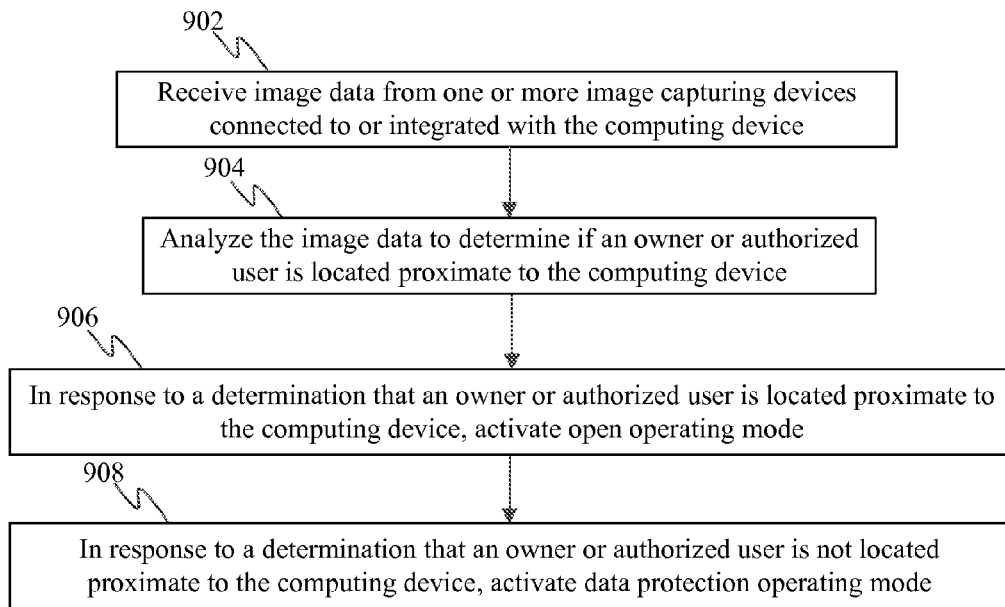 902
Receive image data from one or more image capturing devices
connected to or integrated with the computing device
904
Analyze the image data to determine if an owner or authorized
user is located proximate to the computing device
906
In response to a determination that an owner or authorized user is located proximate to
the computing device, activate open operating mode
908
In response to a determination that an owner or authorized user is not located
proximate to the computing device, activate data protection operating mode